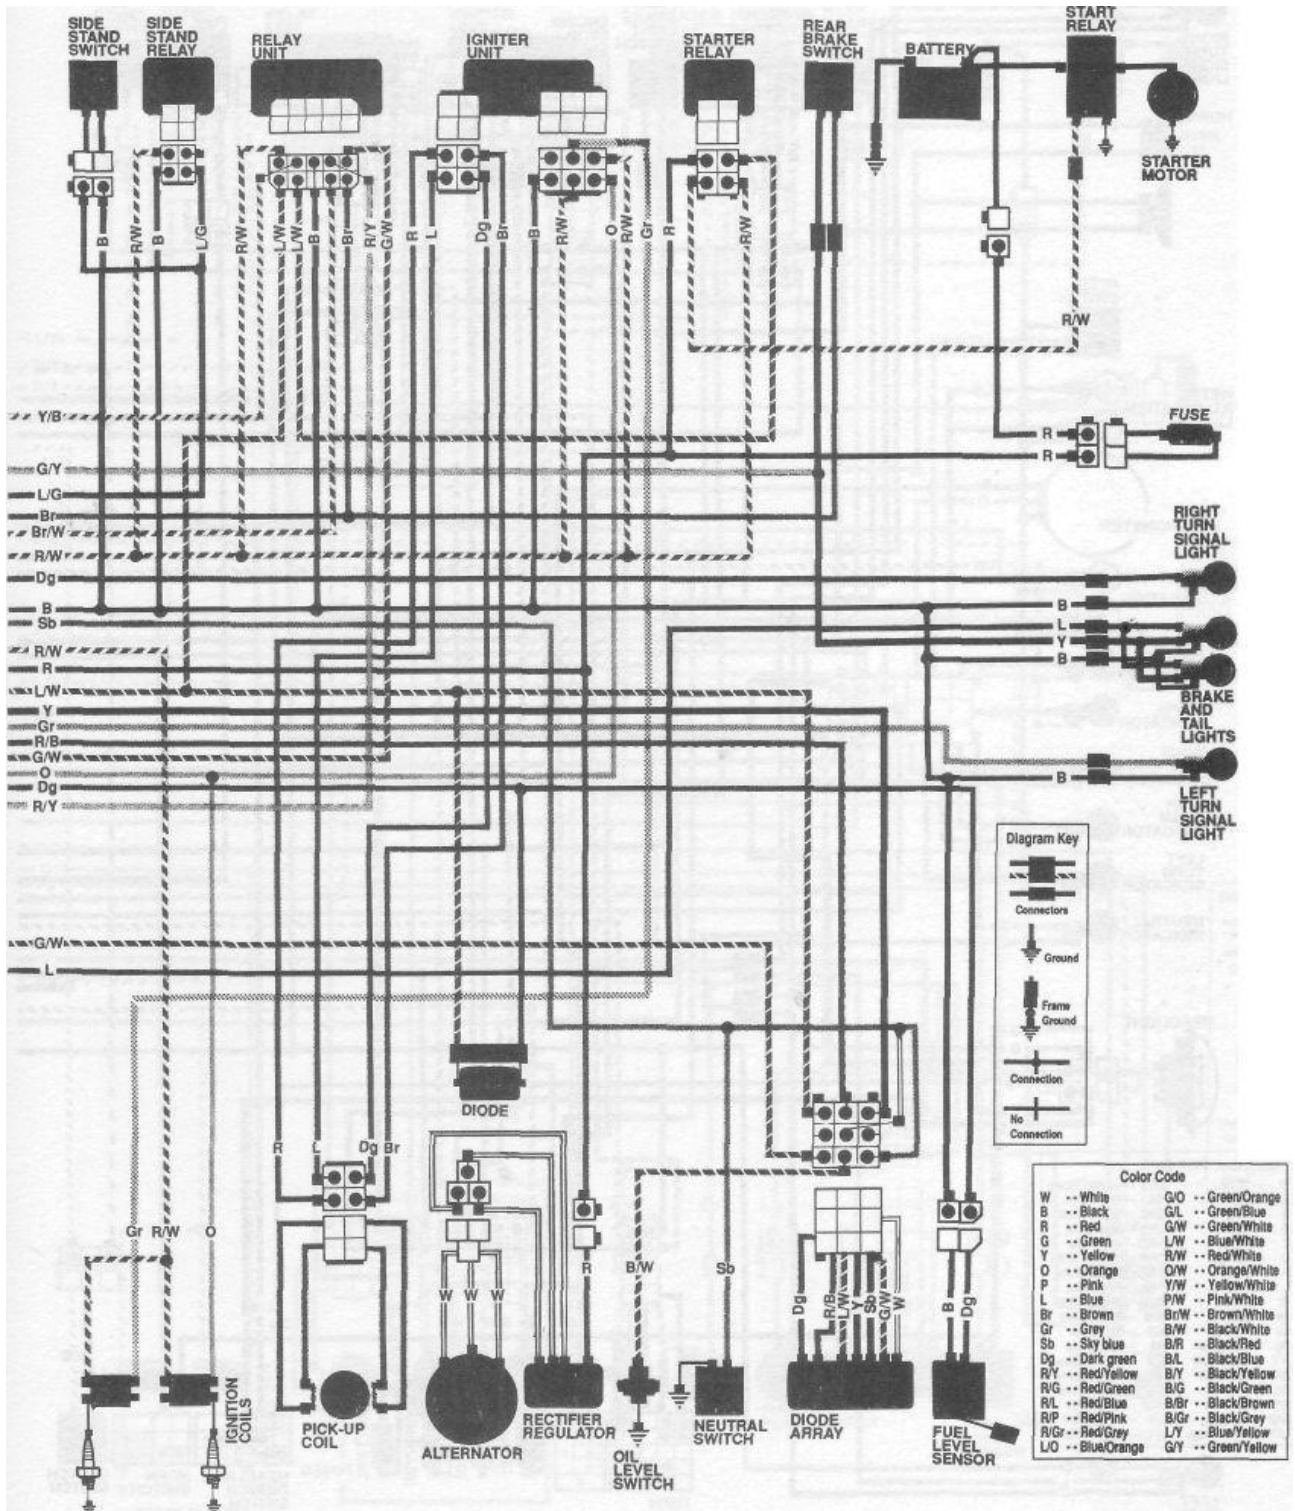 SIDE
STAND
SWITCH
SIDE
STAND
RELAY
RELAY
UNIT
IGNITER
UNIT
STARTER
RELAY
REAR
BRAKE
SWITCH
BATTERY
START
RELAY
STARTER
MOTOR
B
R/W
B
L/G
R/W
L/W
L/W
B
Br
R/Y
G/W
R
L
Dg
Br
B
R/W
O
R/W
Gr
R
R/W
R/W
FUSE
R
R
Y/B
G/Y
L/G
Br
Br/W
R/W
Dg
B
Sb
R/W
R
L/W
Y
Gr
R/B
G/W
O
Dg
R/Y
G/W
L
RIGHT
TURN
SIGNAL
LIGHT
B
L
Y
B
BRAKE
AND
TAIL
LIGHTS
B
LEFT
TURN
SIGNAL
LIGHT
Diagram Key
Connectors
Ground
Frame
Ground
Connection
No
Connection
DIODE
R
L
Dg
Br
Gr
R/W
O
W
W
W
R
B/W
Sb
Dg
R/B
L/W
Y
Sb
G/W
W
B
Dg
IGNITION
COILS
PICK-UP
COIL
ALTERNATOR
RECTIFIER
REGULATOR
OIL
LEVEL
SWITCH
NEUTRAL
SWITCH
DIODE
ARRAY
FUEL
LEVEL
SENSOR
Color Code
W -- White
B -- Black
R -- Red
G -- Green
Y -- Yellow
O -- Orange
P -- Pink
L -- Blue
Br -- Brown
Gr -- Grey
Sb -- Sky blue
Dg -- Dark green
R/Y -- Red/Yellow
R/G -- Red/Green
R/L -- Red/Blue
R/P -- Red/Pink
R/Gr -- Red/Grey
L/O -- Blue/Orange
G/O -- Green/Orange
G/L -- Green/Blue
G/W -- Green/White
L/W -- Blue/White
R/W -- Red/White
O/W -- Orange/White
Y/W -- Yellow/White
P/W -- Pink/White
Br/W -- Brown/White
B/W -- Black/White
B/R -- Black/Red
B/L -- Black/Blue
B/Y -- Black/Yellow
B/G -- Black/Green
B/Br -- Black/Brown
B/Gr -- Black/Grey
L/Y -- Blue/Yellow
G/Y -- Green/Yellow